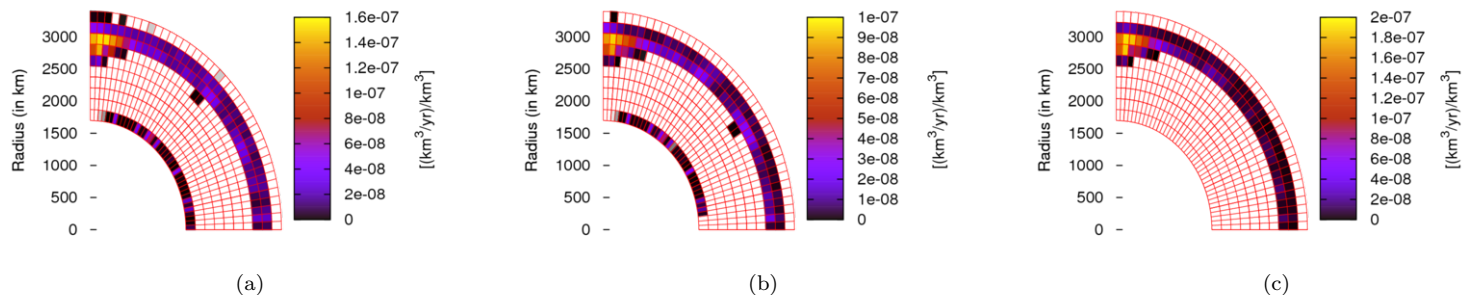 Radius (in km)
3000
2500
2000
1500
1000
500
0
1.6e-07
1.4e-07
1.2e-07
1e-07
8e-08
6e-08
4e-08
2e-08
0
[(km³/yr)/km³]
(a)
Radius (in km)
3000
2500
2000
1500
1000
500
0
1e-07
9e-08
8e-08
7e-08
6e-08
5e-08
4e-08
3e-08
2e-08
1e-08
0
[(km³/yr)/km³]
(b)
Radius (in km)
3000
2500
2000
1500
1000
500
0
2e-07
1.8e-07
1.6e-07
1.4e-07
1.2e-07
1e-07
8e-08
6e-08
4e-08
2e-08
0
[(km³/yr)/km³]
(c)